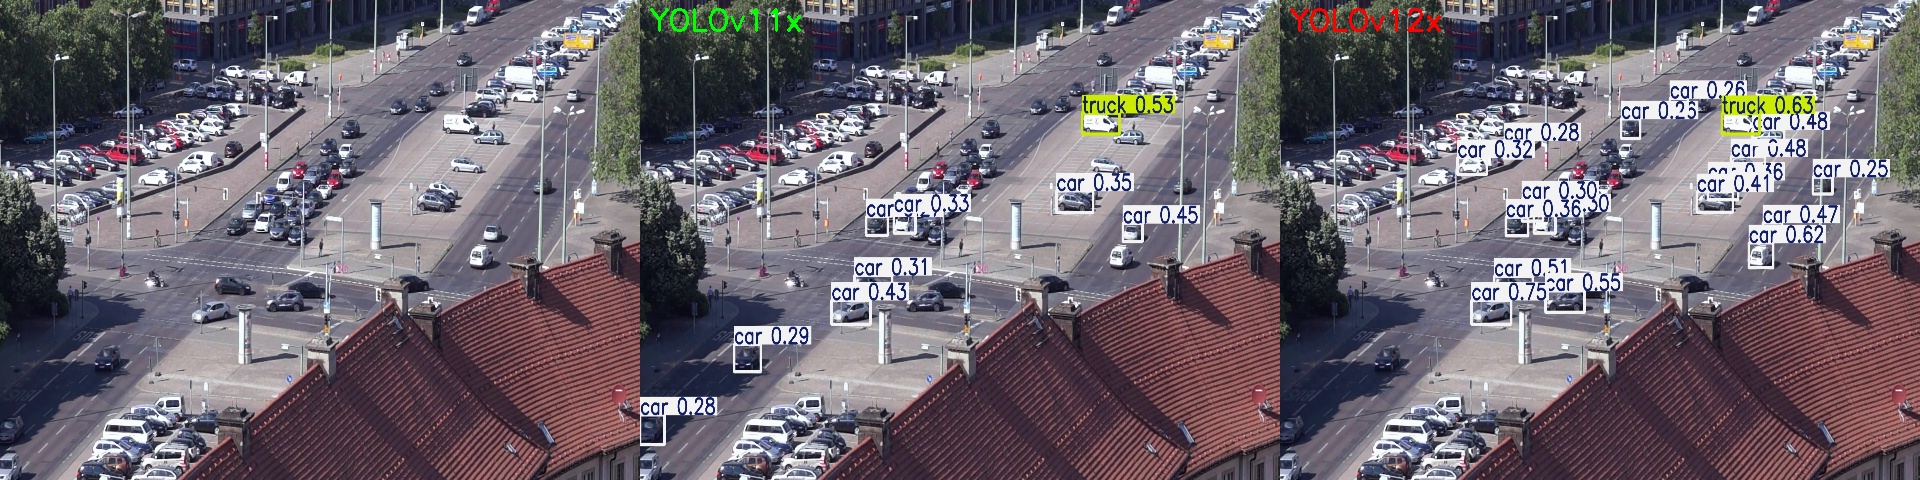 YOLOv11x
truck 0.53
car 0.35
car 0.33
car 0.45
car 0.31
car 0.43
car 0.29
car 0.28
YOLOv12x
car 0.26
car 0.25
truck 0.63
car 0.48
car 0.28
car 0.32
car 0.48
car 0.25
car 0.41
car 0.30
car 0.36
car 0.47
car 0.62
car 0.51
car 0.55
car 0.75